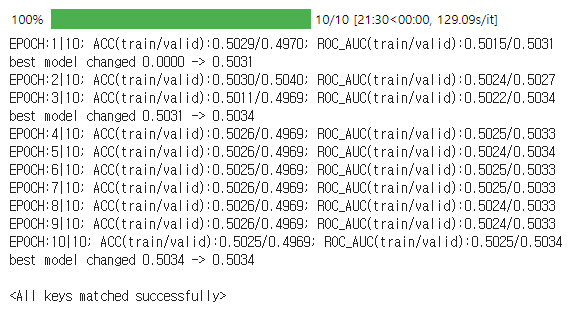 100% 10/10 [21:30<00:00, 129.09s/it]
EPOCH:1|10; ACC(train/valid):0.5029/0.4970; ROC_AUC(train/valid):0.5015/0.5031
best model changed 0.0000 -> 0.5031
EPOCH:2|10; ACC(train/valid):0.5030/0.5040; ROC_AUC(train/valid):0.5024/0.5027
EPOCH:3|10; ACC(train/valid):0.5011/0.4969; ROC_AUC(train/valid):0.5022/0.5034
best model changed 0.5031 -> 0.5034
EPOCH:4|10; ACC(train/valid):0.5026/0.4969; ROC_AUC(train/valid):0.5025/0.5033
EPOCH:5|10; ACC(train/valid):0.5026/0.4969; ROC_AUC(train/valid):0.5024/0.5034
EPOCH:6|10; ACC(train/valid):0.5025/0.4969; ROC_AUC(train/valid):0.5025/0.5033
EPOCH:7|10; ACC(train/valid):0.5026/0.4969; ROC_AUC(train/valid):0.5025/0.5033
EPOCH:8|10; ACC(train/valid):0.5026/0.4969; ROC_AUC(train/valid):0.5024/0.5033
EPOCH:9|10; ACC(train/valid):0.5026/0.4969; ROC_AUC(train/valid):0.5024/0.5033
EPOCH:10|10; ACC(train/valid):0.5025/0.4969; ROC_AUC(train/valid):0.5025/0.5034
best model changed 0.5034 -> 0.5034
<All keys matched successfully>